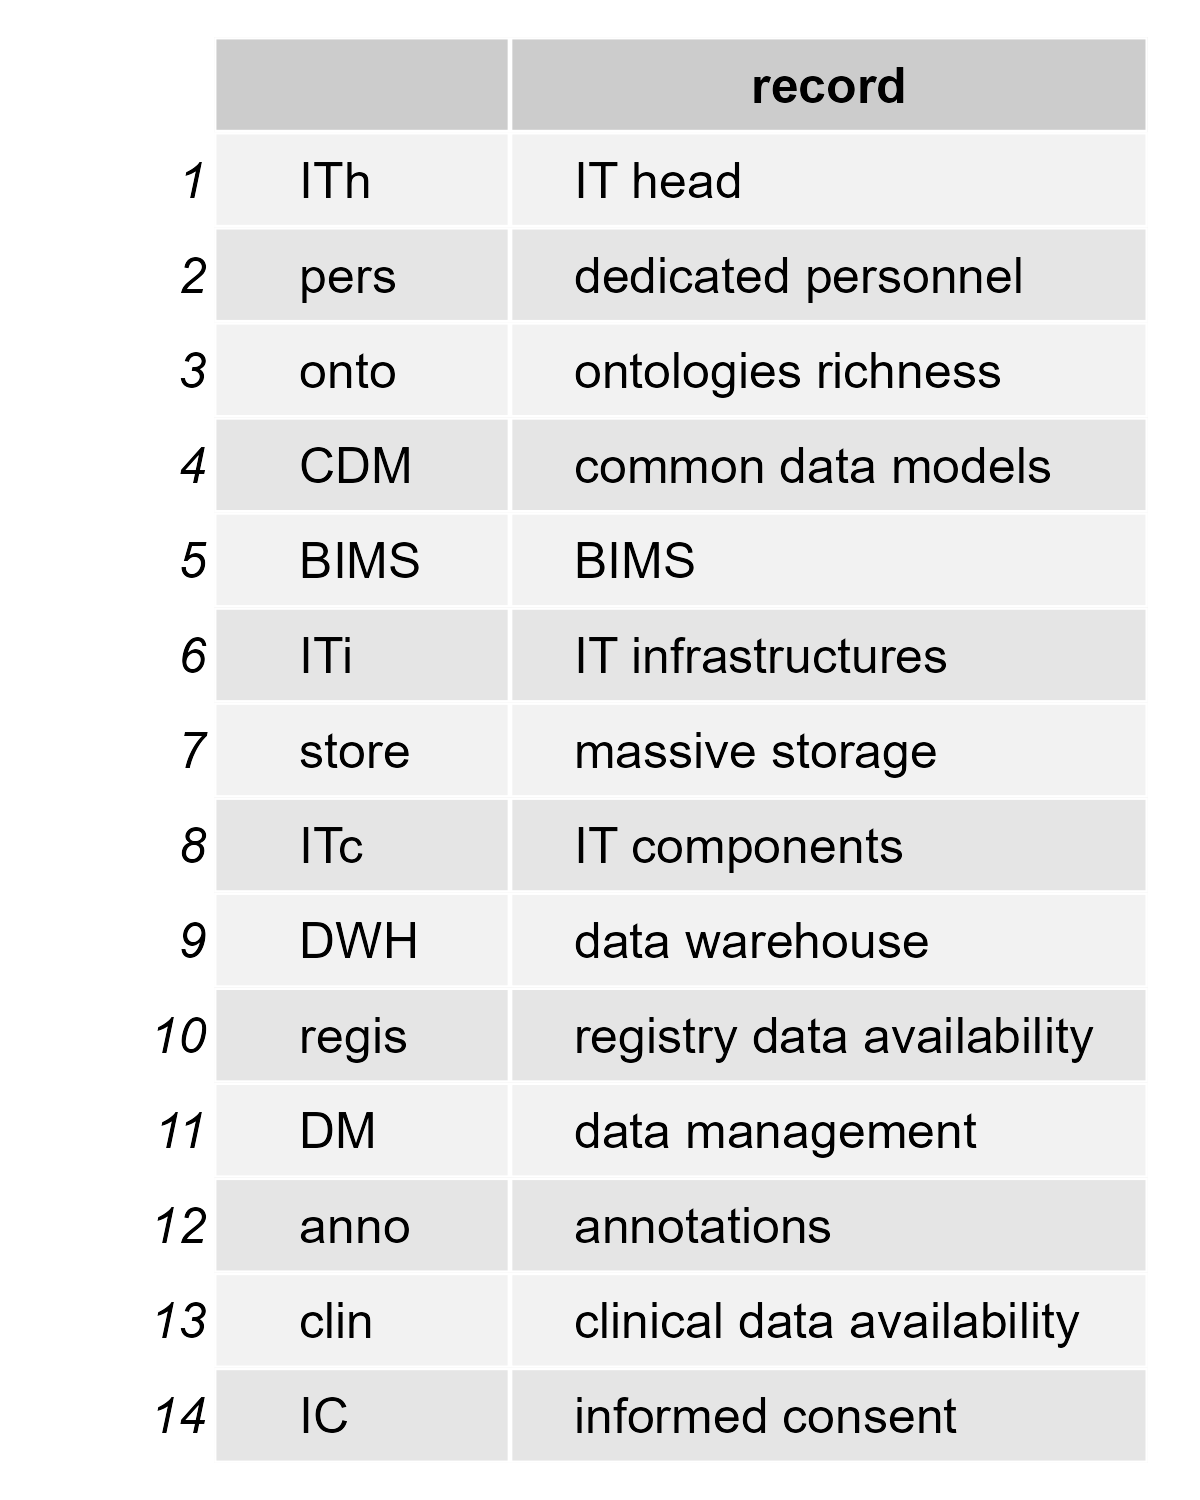 record
1 ITh IT head
2 pers dedicated personnel
3 onto ontologies richness
4 CDM common data models
5 BIMS BIMS
6 ITi IT infrastructures
7 store massive storage
8 ITc IT components
9 DWH data warehouse
10 regis registry data availability
11 DM data management
12 anno annotations
13 clin clinical data availability
14 IC informed consent